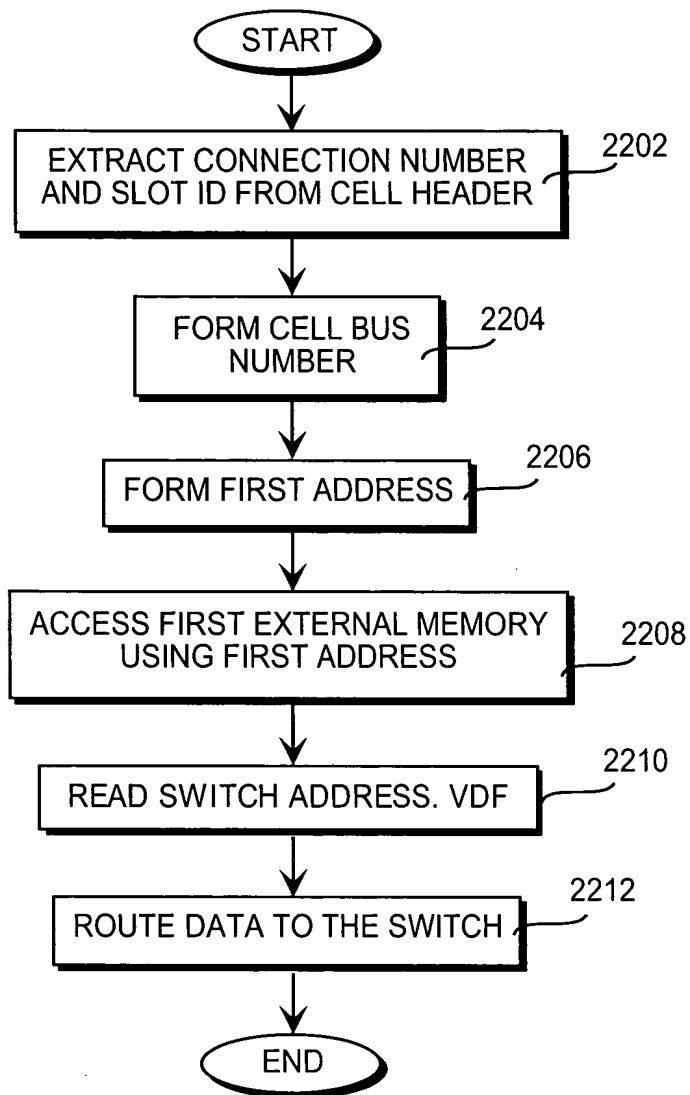 START
EXTRACT CONNECTION NUMBER
AND SLOT ID FROM CELL HEADER
2202
FORM CELL BUS
NUMBER
2204
FORM FIRST ADDRESS
2206
ACCESS FIRST EXTERNAL MEMORY
USING FIRST ADDRESS
2208
READ SWITCH ADDRESS. VDF
2210
ROUTE DATA TO THE SWITCH
2212
END